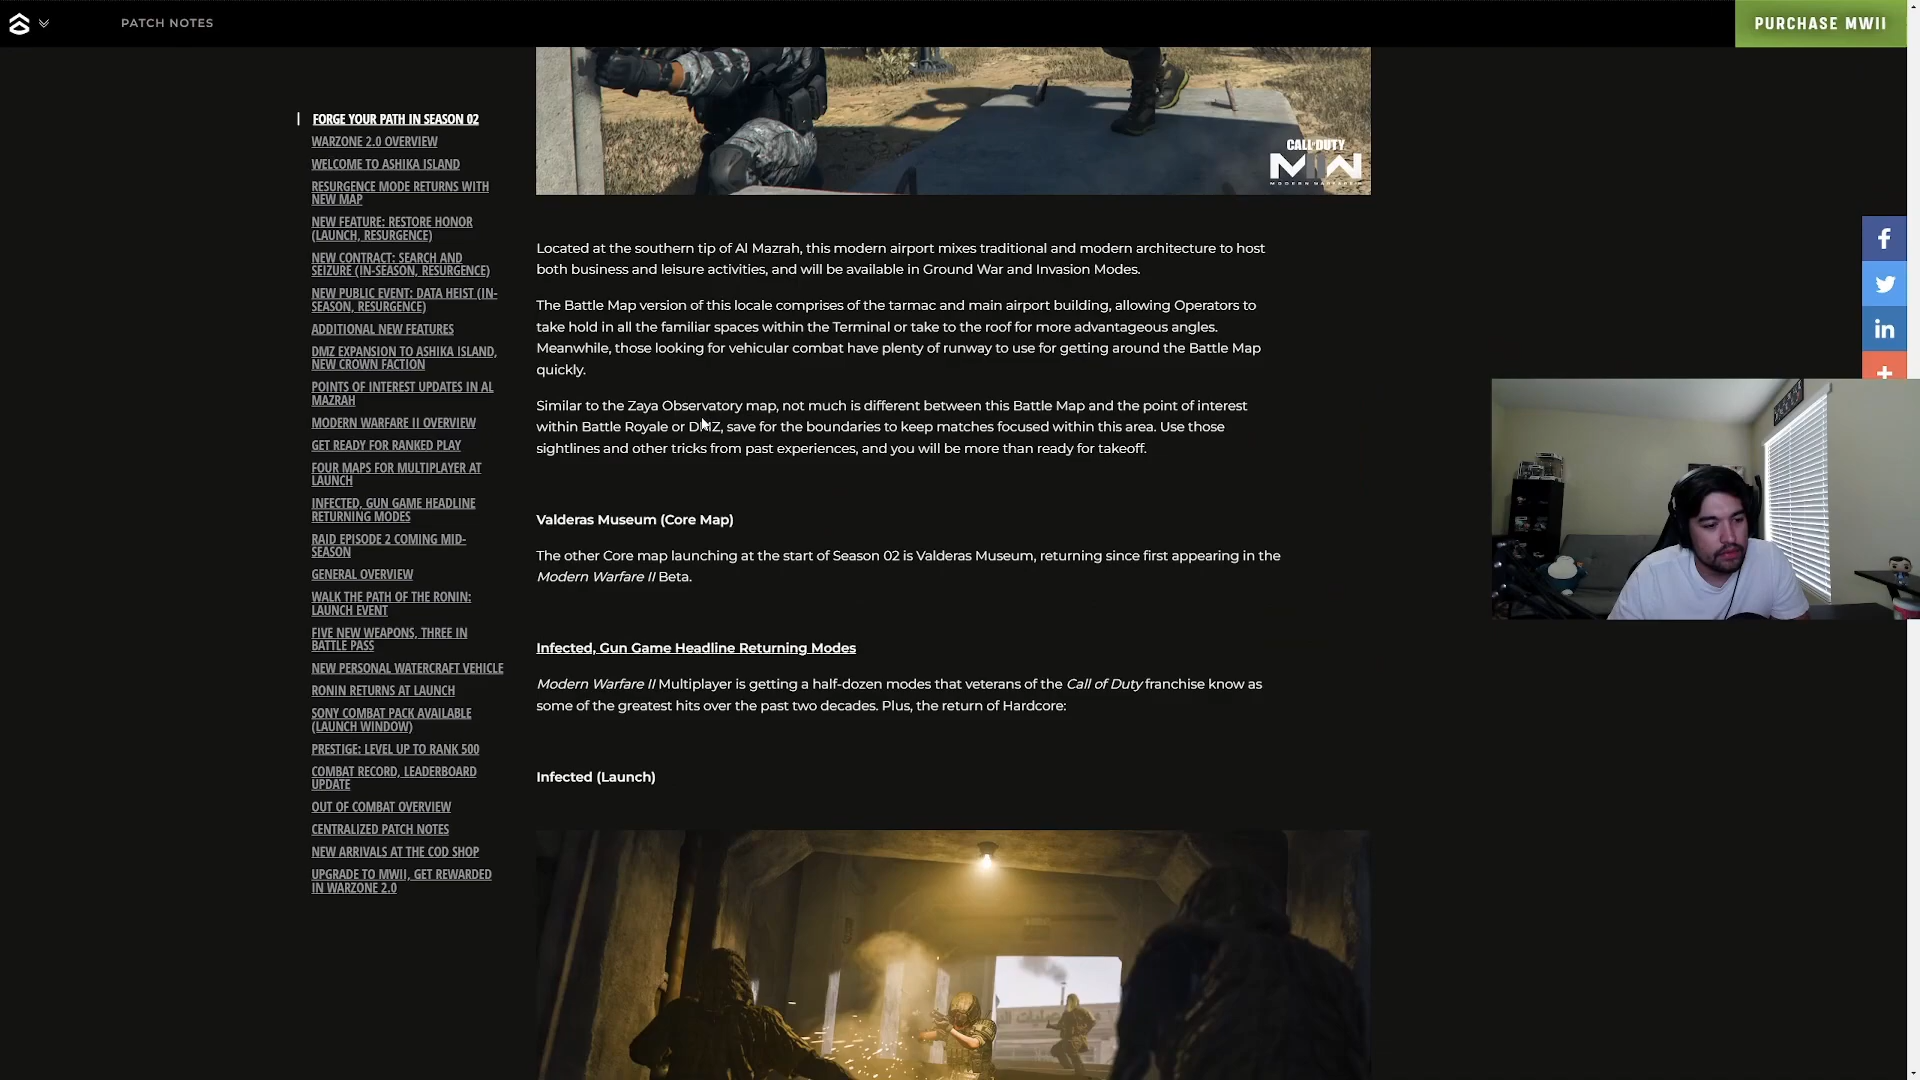 PATCH NOTES
PURCHASE MWII
FORGE YOUR PATH IN SEASON 02
WARZONE 2.0 OVERVIEW
WELCOME TO ASHIKA ISLAND
RESURGENCE MODE RETURNS WITH
NEW MAP
NEW FEATURE: RESTORE HONOR
(LAUNCH, RESURGENCE)
NEW CONTRACT: SEARCH AND
SEIZURE (IN-SEASON, RESURGENCE)
NEW PUBLIC EVENT: DATA HEIST (IN-
SEASON, RESURGENCE)
ADDITIONAL NEW FEATURES
DMZ EXPANSION TO ASHIKA ISLAND,
NEW CROWN FACTION
POINTS OF INTEREST UPDATES IN AL
MAZRAH
MODERN WARFARE II OVERVIEW
GET READY FOR RANKED PLAY
FOUR MAPS FOR MULTIPLAYER AT
LAUNCH
INFECTED, GUN GAME HEADLINE
RETURNING MODES
RAID EPISODE 2 COMING MID-
SEASON
GENERAL OVERVIEW
WALK THE PATH OF THE RONIN:
LAUNCH EVENT
FIVE NEW WEAPONS, THREE IN
BATTLE PASS
NEW PERSONAL WATERCRAFT VEHICLE
RONIN RETURNS AT LAUNCH
SONY COMBAT PACK AVAILABLE
(LAUNCH WINDOW)
PRESTIGE: LEVEL UP TO RANK 500
COMBAT RECORD, LEADERBOARD
UPDATE
OUT OF COMBAT OVERVIEW
CENTRALIZED PATCH NOTES
NEW ARRIVALS AT THE COD SHOP
UPGRADE TO MWII, GET REWARDED
IN WARZONE 2.0
CALL OF DUTY
MWII
MODERN WARFARE II
Located at the southern tip of Al Mazrah, this modern airport mixes traditional and modern architecture to host
both business and leisure activities, and will be available in Ground War and Invasion Modes.
The Battle Map version of this locale comprises of the tarmac and main airport building, allowing Operators to
take hold in all the familiar spaces within the Terminal or take to the roof for more advantageous angles.
Meanwhile, those looking for vehicular combat have plenty of runway to use for getting around the Battle Map
quickly.
Similar to the Zaya Observatory map, not much is different between this Battle Map and the point of interest
within Battle Royale or DMZ, save for the boundaries to keep matches focused within this area. Use those
sightlines and other tricks from past experiences, and you will be more than ready for takeoff.
Valderas Museum (Core Map)
The other Core map launching at the start of Season 02 is Valderas Museum, returning since first appearing in the
Modern Warfare II Beta.
Infected, Gun Game Headline Returning Modes
Modern Warfare II Multiplayer is getting a half-dozen modes that veterans of the Call of Duty franchise know as
some of the greatest hits over the past two decades. Plus, the return of Hardcore:
Infected (Launch)